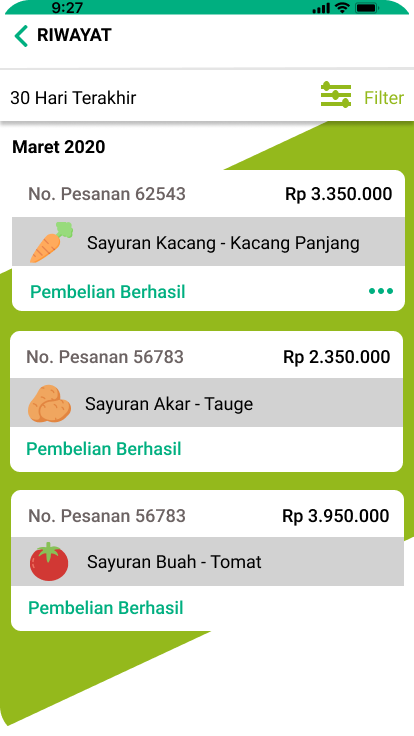 9:27
RIWAYAT
30 Hari Terakhir
Filter
Maret 2020
No. Pesanan 62543
Rp 3.350.000
Sayuran Kacang - Kacang Panjang
Pembelian Berhasil
No. Pesanan 56783
Rp 2.350.000
Sayuran Akar - Tauge
Pembelian Berhasil
No. Pesanan 56783
Rp 3.950.000
Sayuran Buah - Tomat
Pembelian Berhasil